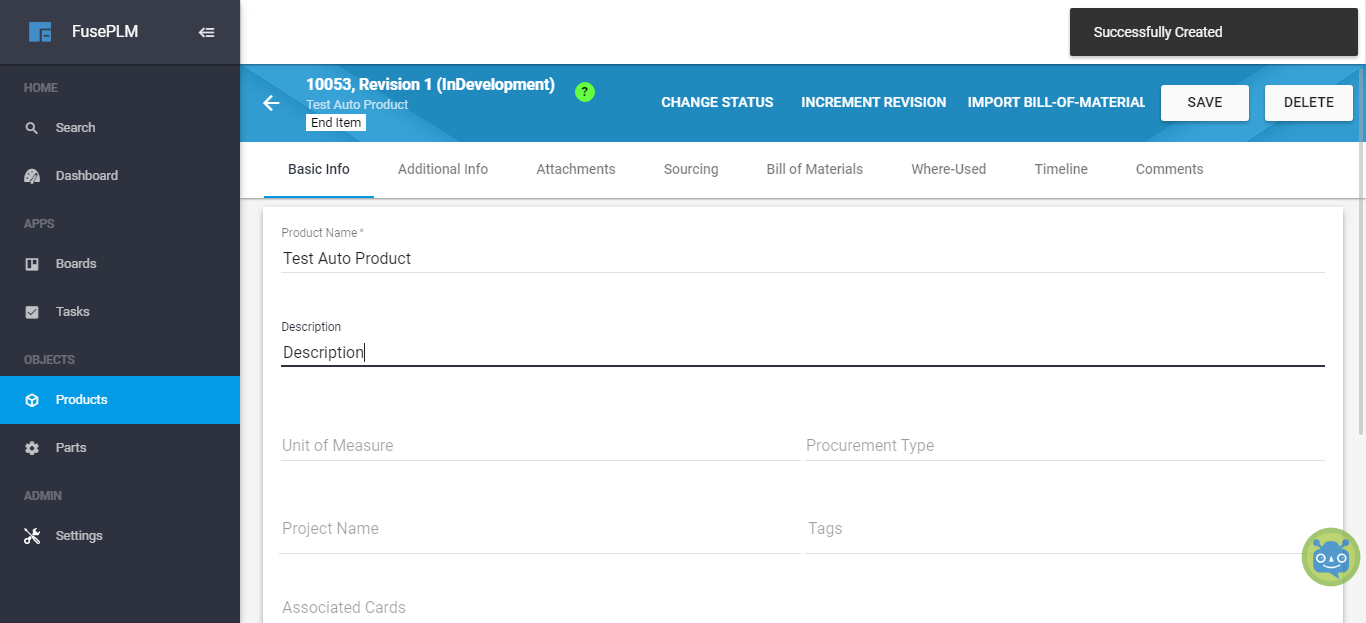 FusePLM
Successfully Created
HOME
Search
Dashboard
APPS
Boards
Tasks
OBJECTS
Products
Parts
ADMIN
Settings
10053, Revision 1 (InDevelopment)
?
Test Auto Product
End Item
CHANGE STATUS
INCREMENT REVISION
IMPORT BILL-OF-MATERIAL
SAVE
DELETE
Basic Info
Additional Info
Attachments
Sourcing
Bill of Materials
Where-Used
Timeline
Comments
Product Name *
Test Auto Product
Description
Description
Unit of Measure
Procurement Type
Project Name
Tags
Associated Cards